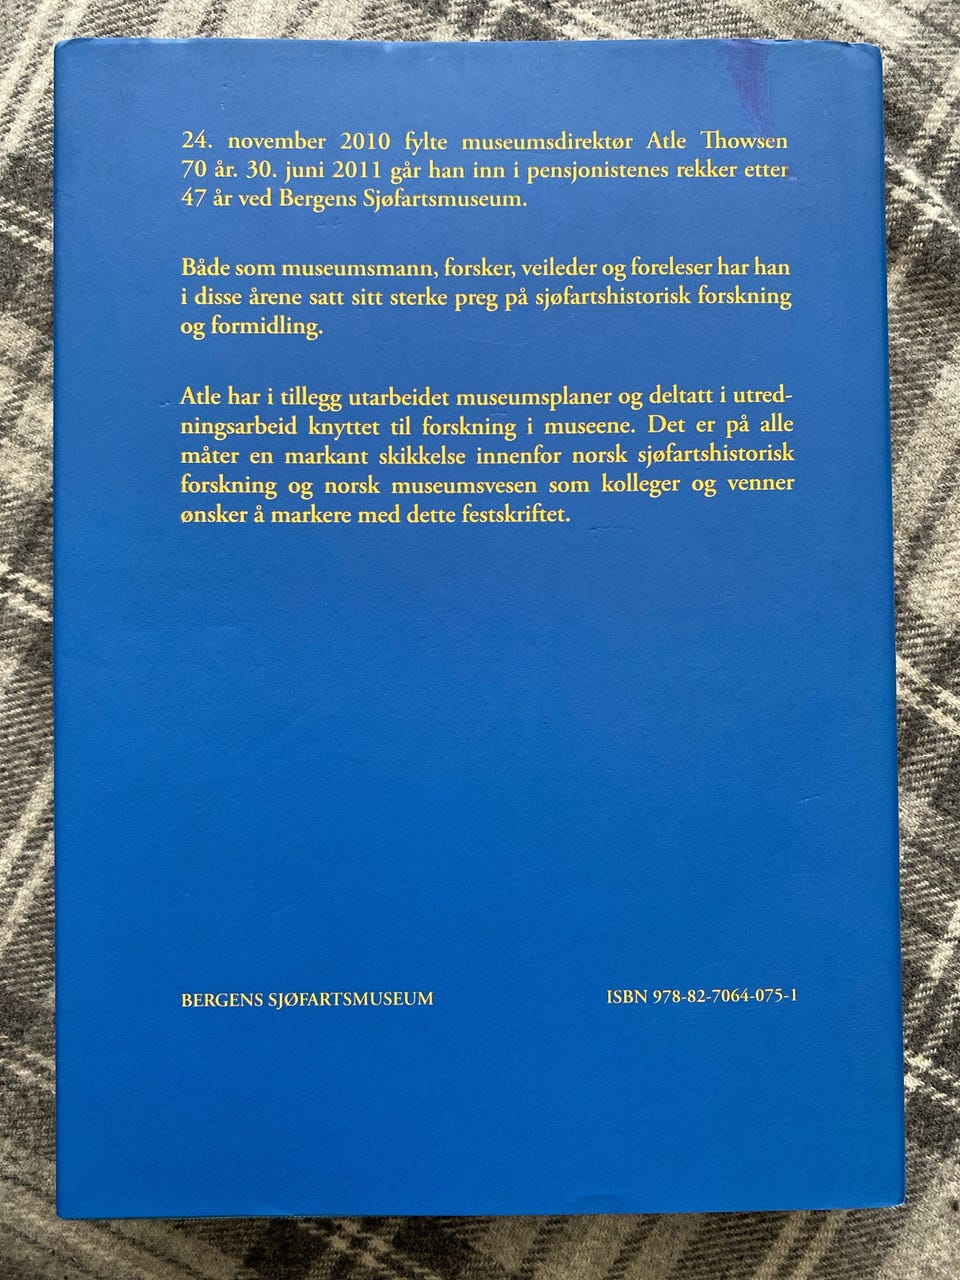 24. november 2010 fylte museumsdirektør Atle Thowsen
70 år. 30. juni 2011 går han inn i pensjonistenes rekker etter
47 år ved Bergens Sjøfartsmuseum.
Både som museumsmann, forsker, veileder og foreleser har han
i disse årene satt sitt sterke preg på sjøfartshistorisk forskning
og formidling.
Atle har i tillegg utarbeidet museumsplaner og deltatt i utred-
ningsarbeid knyttet til forskning i museene. Det er på alle
måter en markant skikkelse innenfor norsk sjøfartshistorisk
forskning og norsk museumsvesen som kolleger og venner
ønsker å markere med dette festskriftet.
BERGENS SJØFARTSMUSEUM
ISBN 978-82-7064-075-1